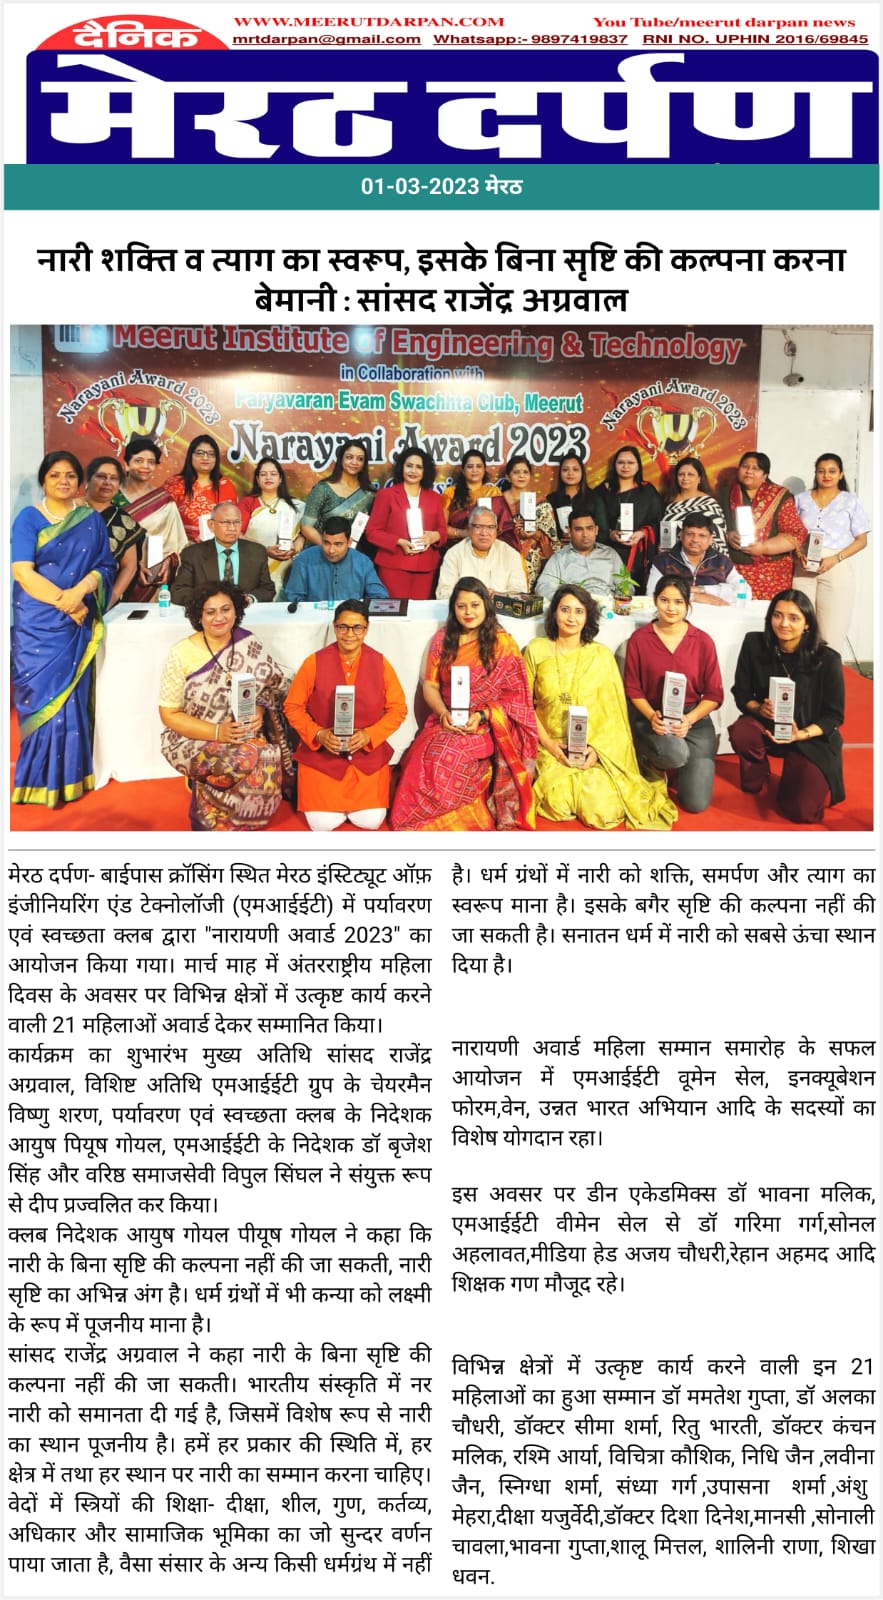 WWW.MEERUTDARPAN.COM
You Tube/meerut darpan news
दैनिक
mrtdarpan@gmail.com Whatsapp:- 9897419837 RNI NO. UPHIN 2016/69845
मेरठ दर्पण
01-03-2023 मेरठ
नारी शक्ति व त्याग का स्वरूप, इसके बिना सृष्टि की कल्पना करना
बेमानी : सांसद राजेंद्र अग्रवाल
Meerut Institute of Engineering & Technology
in Collaboration with
Paryavaran Evam Swachhta Club, Meerut
Narayani Award 2023
Narayani Award 2023
Narayani Award 2023
मेरठ दर्पण- बाईपास क्रॉसिंग स्थित मेरठ इंस्टिट्यूट ऑफ़
इंजीनियरिंग एंड टेक्नोलॉजी (एमआईईटी) में पर्यावरण
एवं स्वच्छता क्लब द्वारा "नारायणी अवार्ड 2023" का
आयोजन किया गया। मार्च माह में अंतरराष्ट्रीय महिला
दिवस के अवसर पर विभिन्न क्षेत्रों में उत्कृष्ट कार्य करने
वाली 21 महिलाओं अवार्ड देकर सम्मानित किया।
कार्यक्रम का शुभारंभ मुख्य अतिथि सांसद राजेंद्र
अग्रवाल, विशिष्ट अतिथि एमआईईटी ग्रुप के चेयरमैन
विष्णु शरण, पर्यावरण एवं स्वच्छता क्लब के निदेशक
आयुष पियूष गोयल, एमआईईटी के निदेशक डॉ बृजेश
सिंह और वरिष्ठ समाजसेवी विपुल सिंघल ने संयुक्त रूप
से दीप प्रज्वलित कर किया।
क्लब निदेशक आयुष गोयल पीयूष गोयल ने कहा कि
नारी के बिना सृष्टि की कल्पना नहीं की जा सकती, नारी
सृष्टि का अभिन्न अंग है। धर्म ग्रंथों में भी कन्या को लक्ष्मी
के रूप में पूजनीय माना है।
सांसद राजेंद्र अग्रवाल ने कहा नारी के बिना सृष्टि की
कल्पना नहीं की जा सकती। भारतीय संस्कृति में नर
नारी को समानता दी गई है, जिसमें विशेष रूप से नारी
का स्थान पूजनीय है। हमें हर प्रकार की स्थिति में, हर
क्षेत्र में तथा हर स्थान पर नारी का सम्मान करना चाहिए।
वेदों में स्त्रियों की शिक्षा- दीक्षा, शील, गुण, कर्तव्य,
अधिकार और सामाजिक भूमिका का जो सुन्दर वर्णन
पाया जाता है, वैसा संसार के अन्य किसी धर्मग्रंथ में नहीं
है। धर्म ग्रंथों में नारी को शक्ति, समर्पण और त्याग का
स्वरूप माना है। इसके बगैर सृष्टि की कल्पना नहीं की
जा सकती है। सनातन धर्म में नारी को सबसे ऊंचा स्थान
दिया है।
नारायणी अवार्ड महिला सम्मान समारोह के सफल
आयोजन में एमआईईटी वूमेन सेल, इनक्यूबेशन
फोरम,वेन, उन्नत भारत अभियान आदि के सदस्यों का
विशेष योगदान रहा।
इस अवसर पर डीन एकेडमिक्स डॉ भावना मलिक,
एमआईईटी वीमेन सेल से डॉ गरिमा गर्ग,सोनल
अहलावत,मीडिया हेड अजय चौधरी,रेहान अहमद आदि
शिक्षक गण मौजूद रहे।
विभिन्न क्षेत्रों में उत्कृष्ट कार्य करने वाली इन 21
महिलाओं का हुआ सम्मान डॉ ममतेश गुप्ता, डॉ अलका
चौधरी, डॉक्टर सीमा शर्मा, रितु भारती, डॉक्टर कंचन
मलिक, रश्मि आर्या, विचित्रा कौशिक, निधि जैन ,लवीना
जैन, स्निग्धा शर्मा, संध्या गर्ग ,उपासना शर्मा ,अंशु
मेहरा,दीक्षा यजुर्वेदी,डॉक्टर दिशा दिनेश,मानसी ,सोनाली
चावला,भावना गुप्ता,शालू मित्तल, शालिनी राणा, शिखा
धवन.